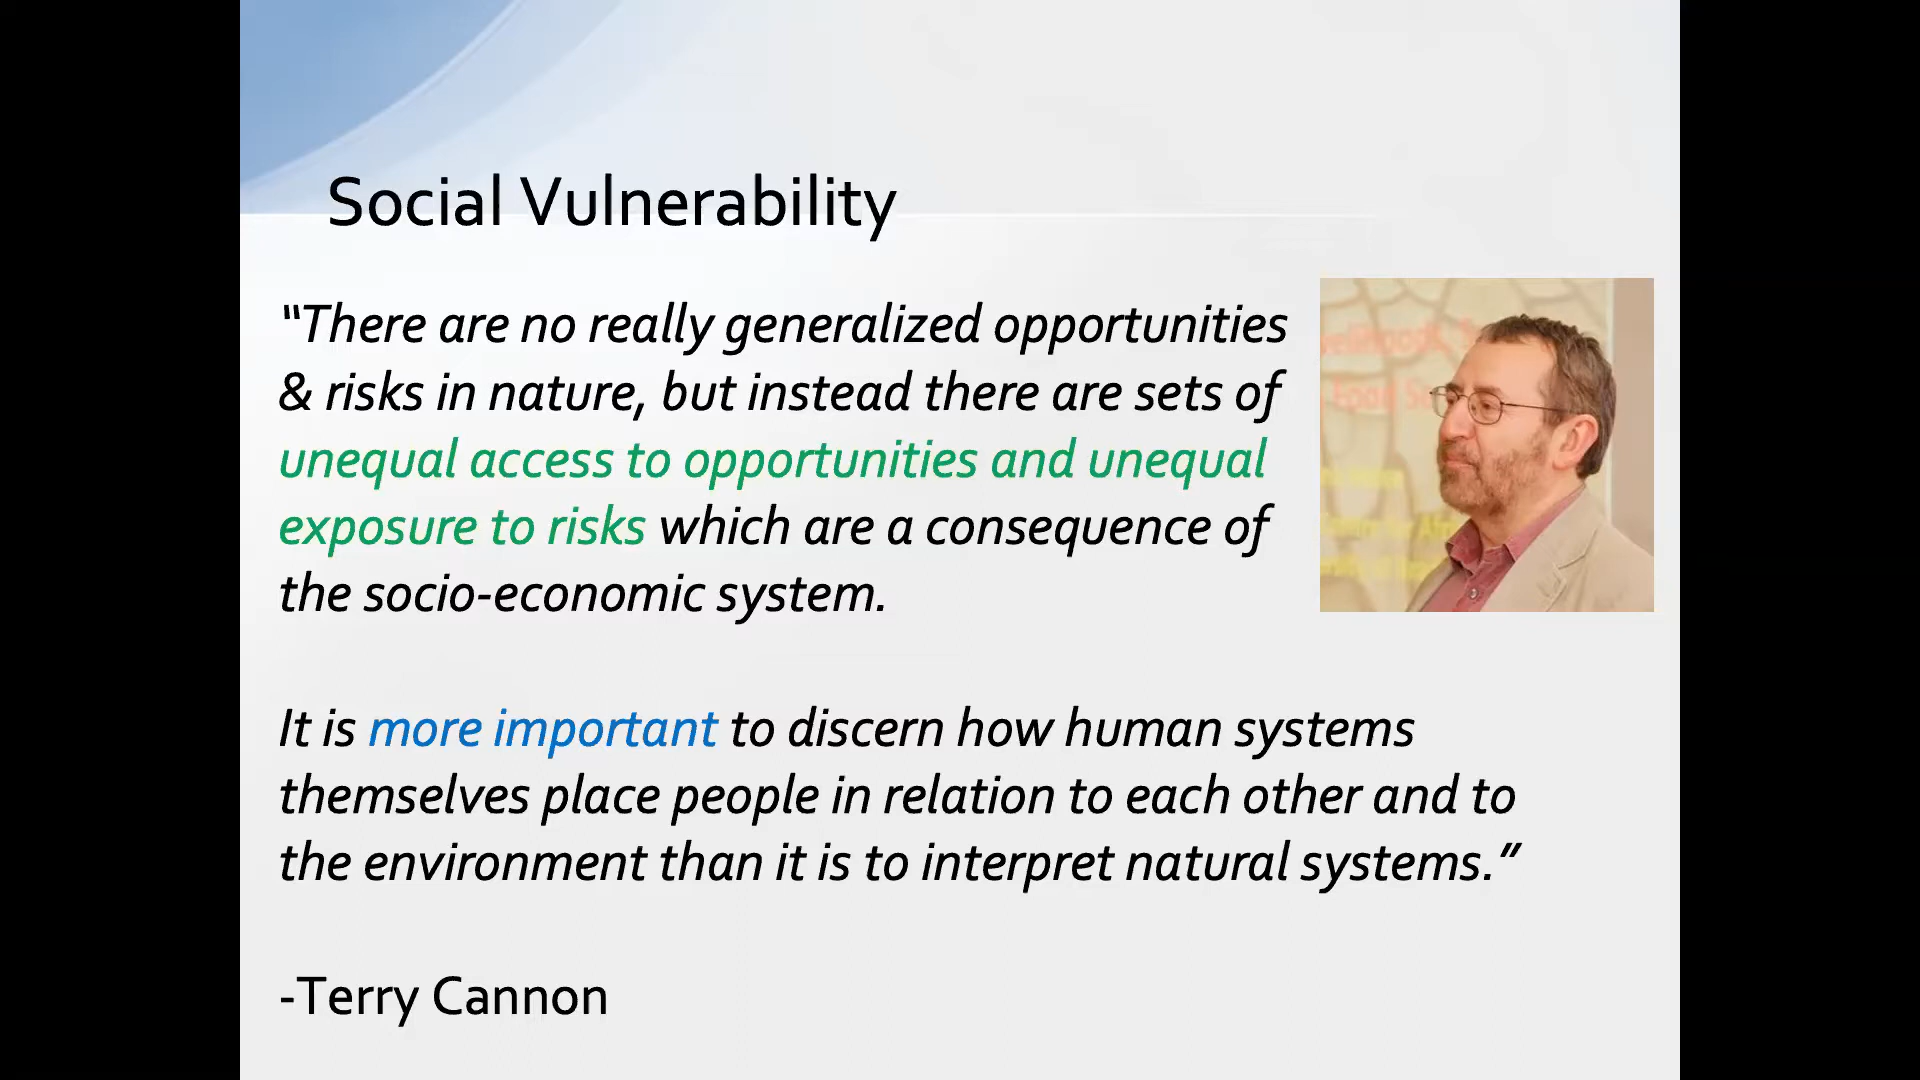 Social Vulnerability
“There are no really generalized opportunities
& risks in nature, but instead there are sets of
unequal access to opportunities and unequal
exposure to risks which are a consequence of
the socio-economic system.
It is more important to discern how human systems
themselves place people in relation to each other and to
the environment than it is to interpret natural systems.”
-Terry Cannon